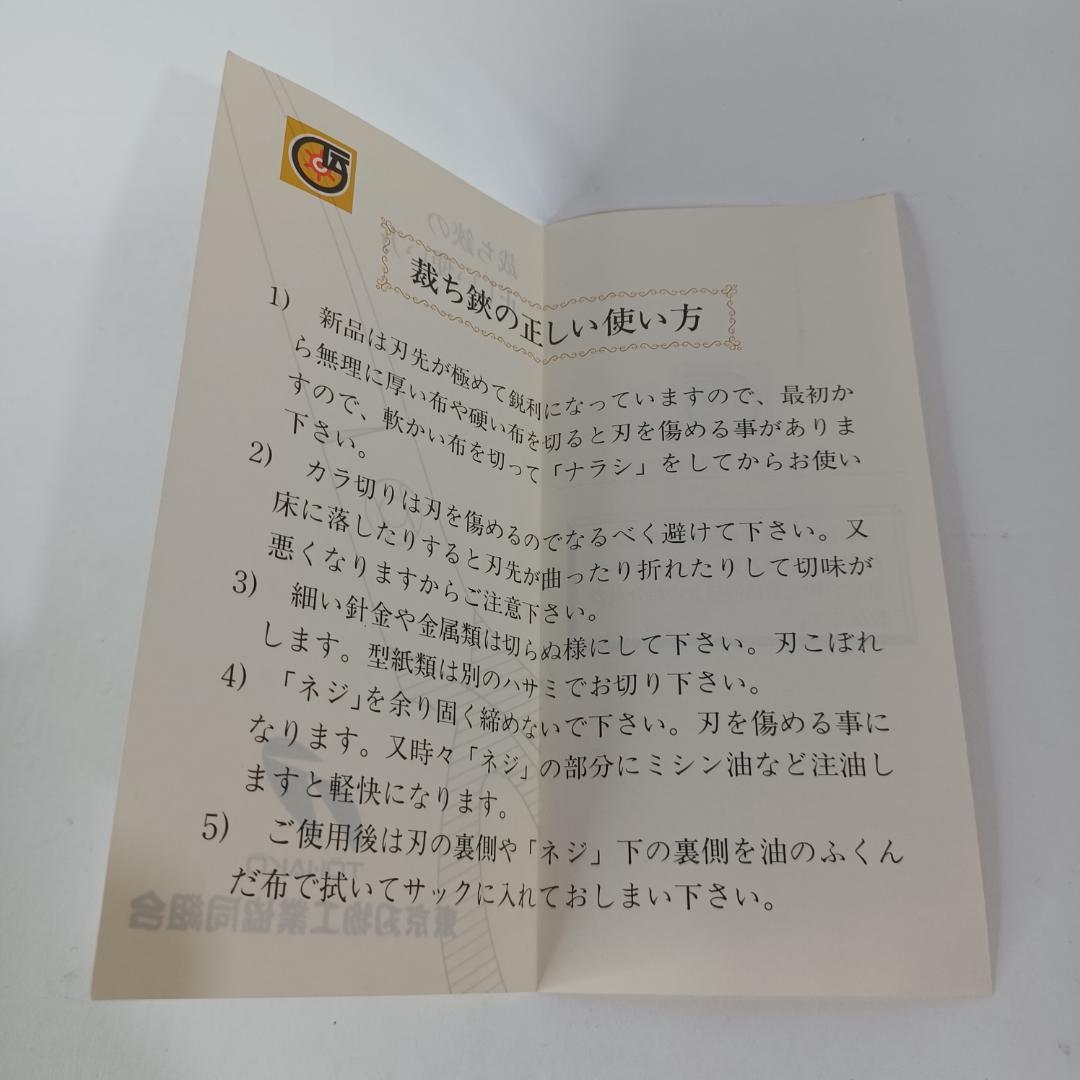 裁ち鋏の正しい使い方
1) 新品は刃先が極めて鋭利になっていますので、最初か
ら無理に厚い布や硬い布を切ると刃を傷める事がありま
すので、軟かい布を切って「ナラシ」をしてからお使い
下さい。
2) カラ切りは刃を傷めるのでなるべく避けて下さい。又
床に落したりすると刃先が曲ったり折れたりして切味が
悪くなりますからご注意下さい。
3) 細い針金や金属類は切らぬ様にして下さい。刃こぼれ
します。型紙類は別のハサミでお切り下さい。
4) 「ネジ」を余り固く締めないで下さい。刃を傷める事に
なります。又時々「ネジ」の部分にミシン油など注油し
ますと軽快になります。
5) ご使用後は刃の裏側や「ネジ」下の裏側を油のふくん
だ布で拭いてサックに入れておしまい下さい。
TOHAKO
東京刃物工業協同組合